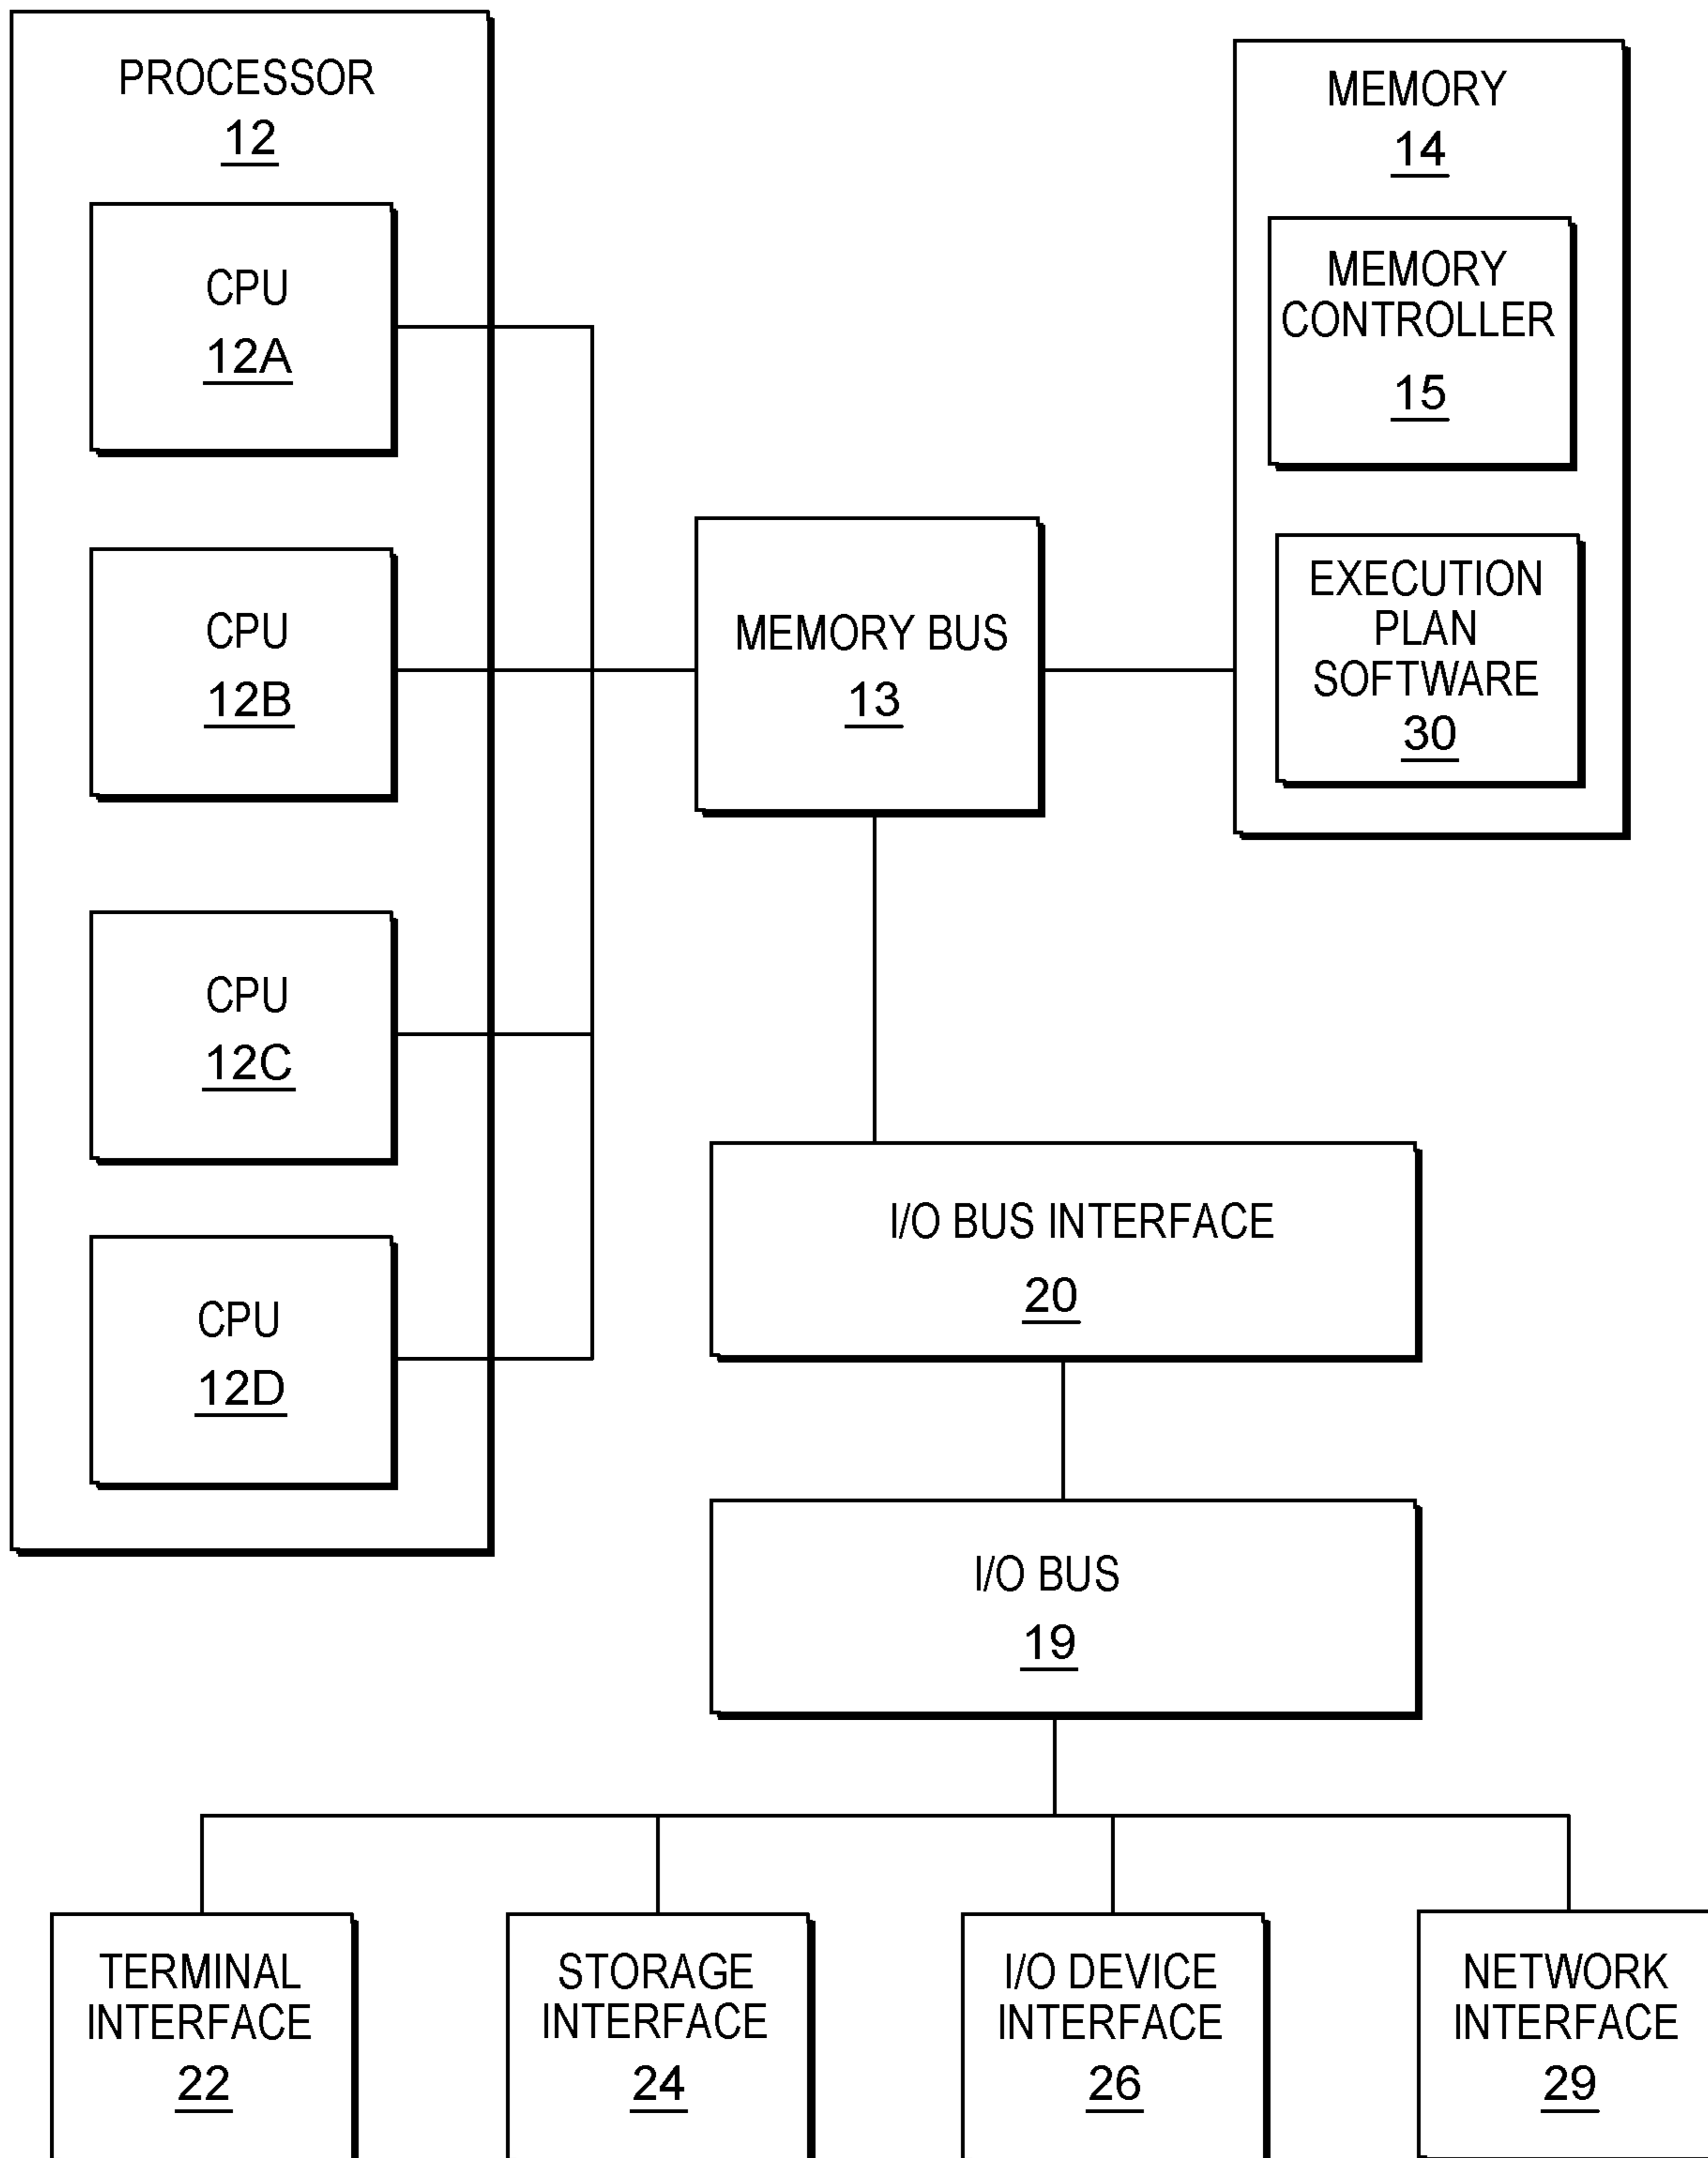 PROCESSOR
12
CPU
12A
CPU
12B
CPU
12C
CPU
12D
MEMORY BUS
13
MEMORY
14
MEMORY
CONTROLLER
15
EXECUTION
PLAN
SOFTWARE
30
I/O BUS INTERFACE
20
I/O BUS
19
TERMINAL
INTERFACE
22
STORAGE
INTERFACE
24
I/O DEVICE
INTERFACE
26
NETWORK
INTERFACE
29